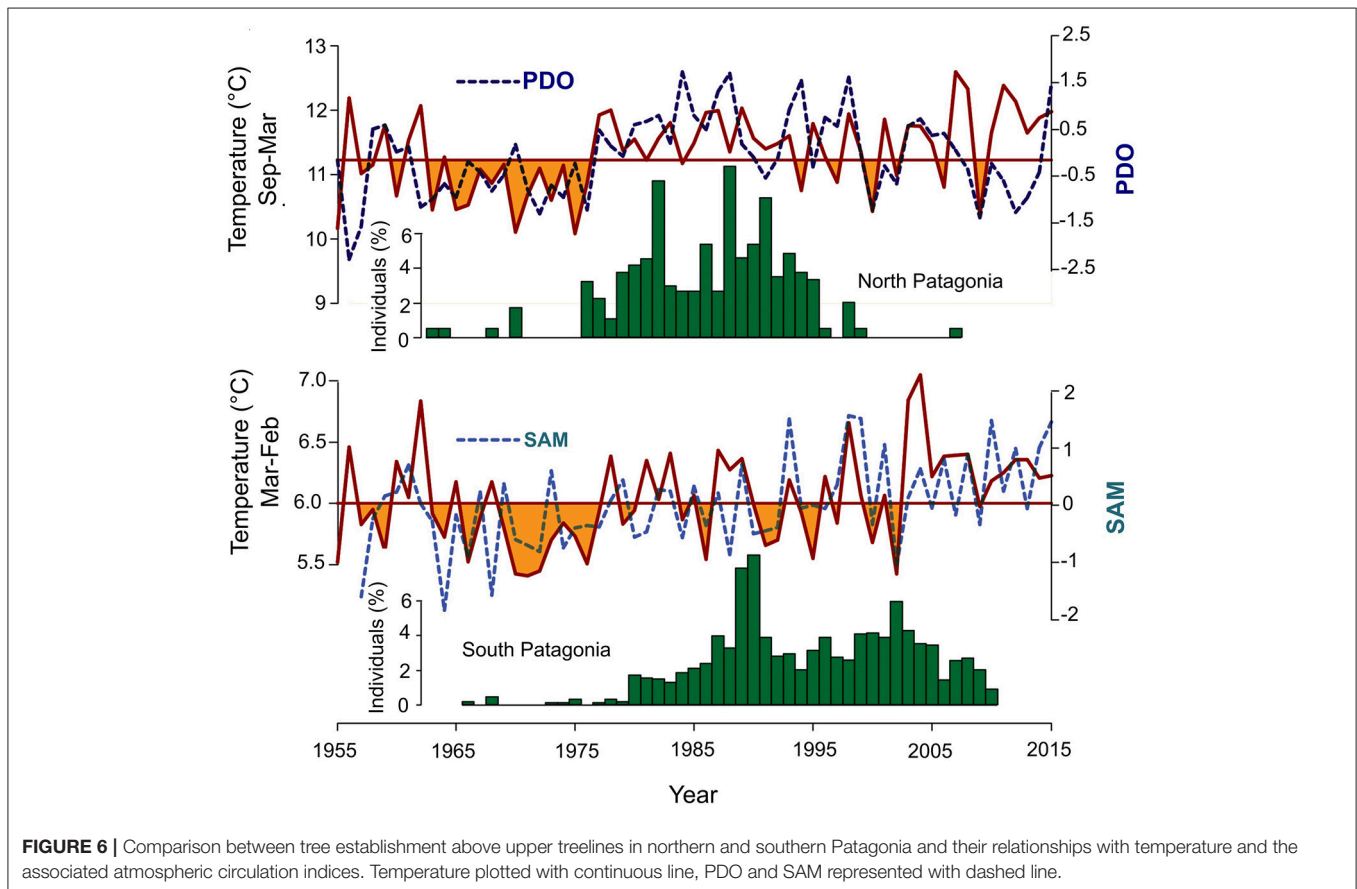 13
12
11
10
9
Temperature (°C)
Sep-Mar
PDO
2.5
1.5
0.5
-0.5
-1.5
-2.5
PDO
6
4
2
0
Individuals (%)
North Patagonia
7.0
6.5
6.0
5.5
Temperature (°C)
Mar-Feb
SAM
2
1
0
-1
-2
SAM
6
4
2
0
Individuals (%)
South Patagonia
1955 1965 1975 1985 1995 2005 2015
Year
FIGURE 6 | Comparison between tree establishment above upper treelines in northern and southern Patagonia and their relationships with temperature and the
associated atmospheric circulation indices. Temperature plotted with continuous line, PDO and SAM represented with dashed line.